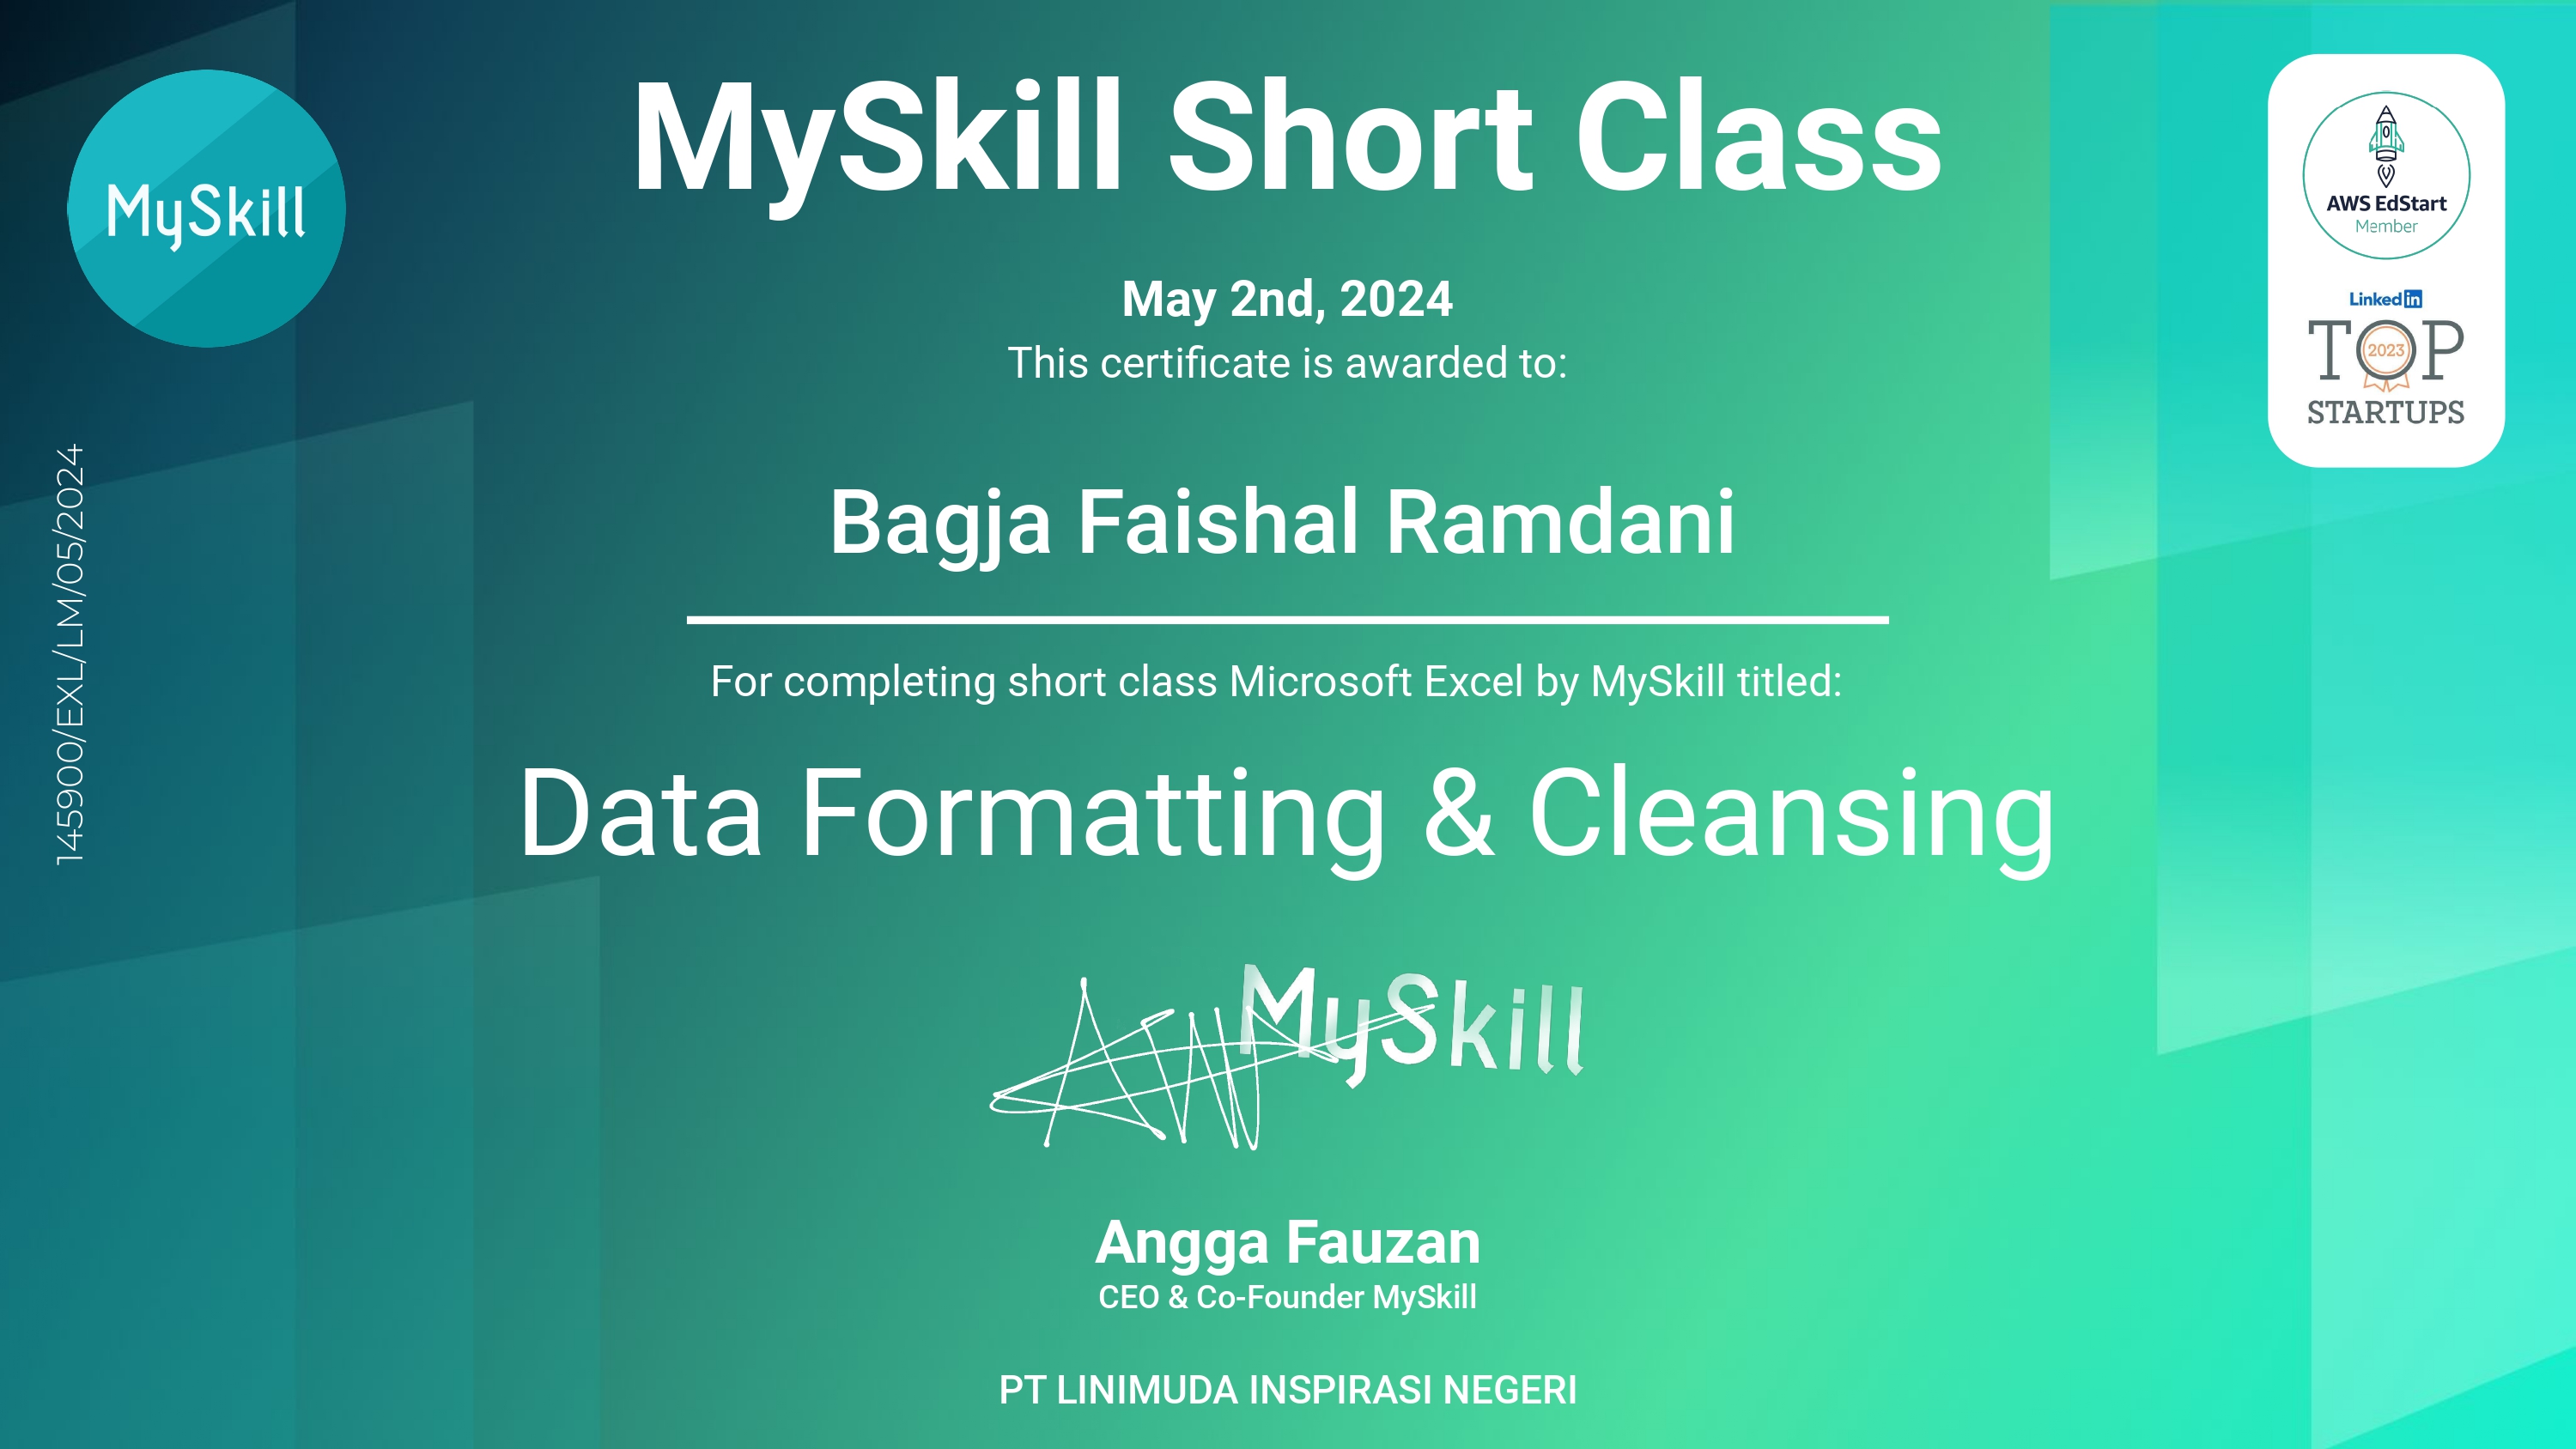 MySkill
MySkill Short Class
AWS EdStart
Member
LinkedIn
TOP
2023
STARTUPS
May 2nd, 2024
This certificate is awarded to:
Bagja Faishal Ramdani
145900/EXL/LM/05/2024
For completing short class Microsoft Excel by MySkill titled:
Data Formatting & Cleansing
MySkill
Angga Fauzan
CEO & Co-Founder MySkill
PT LINIMUDA INSPIRASI NEGERI